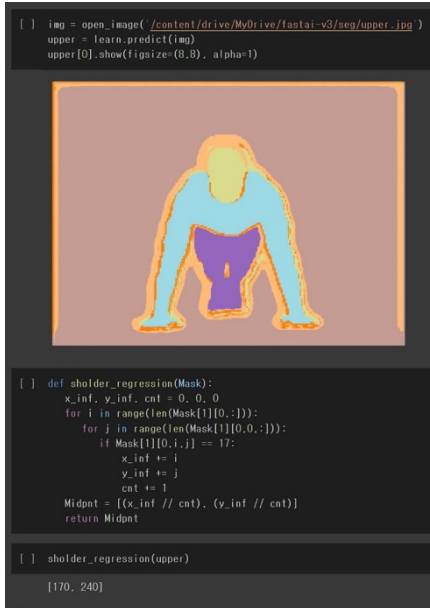 [ ] img = open_image('/content/drive/MyDrive/fastai-v3/seg/upper.jpg')
upper = learn.predict(img)
upper[0].show(figsize=(8,8), alpha=1)
[ ] def sholder_regression(Mask):
x_inf, y_inf, cnt = 0, 0, 0
for i in range(len(Mask[1][0,:])):
for j in range(len(Mask[1][0,0,:])):
if Mask[1][0,i,j] == 17:
x_inf += i
y_inf += j
cnt += 1
Midpnt = [(x_inf // cnt), (y_inf // cnt)]
return Midpnt
[ ] sholder_regression(upper)
[170, 240]